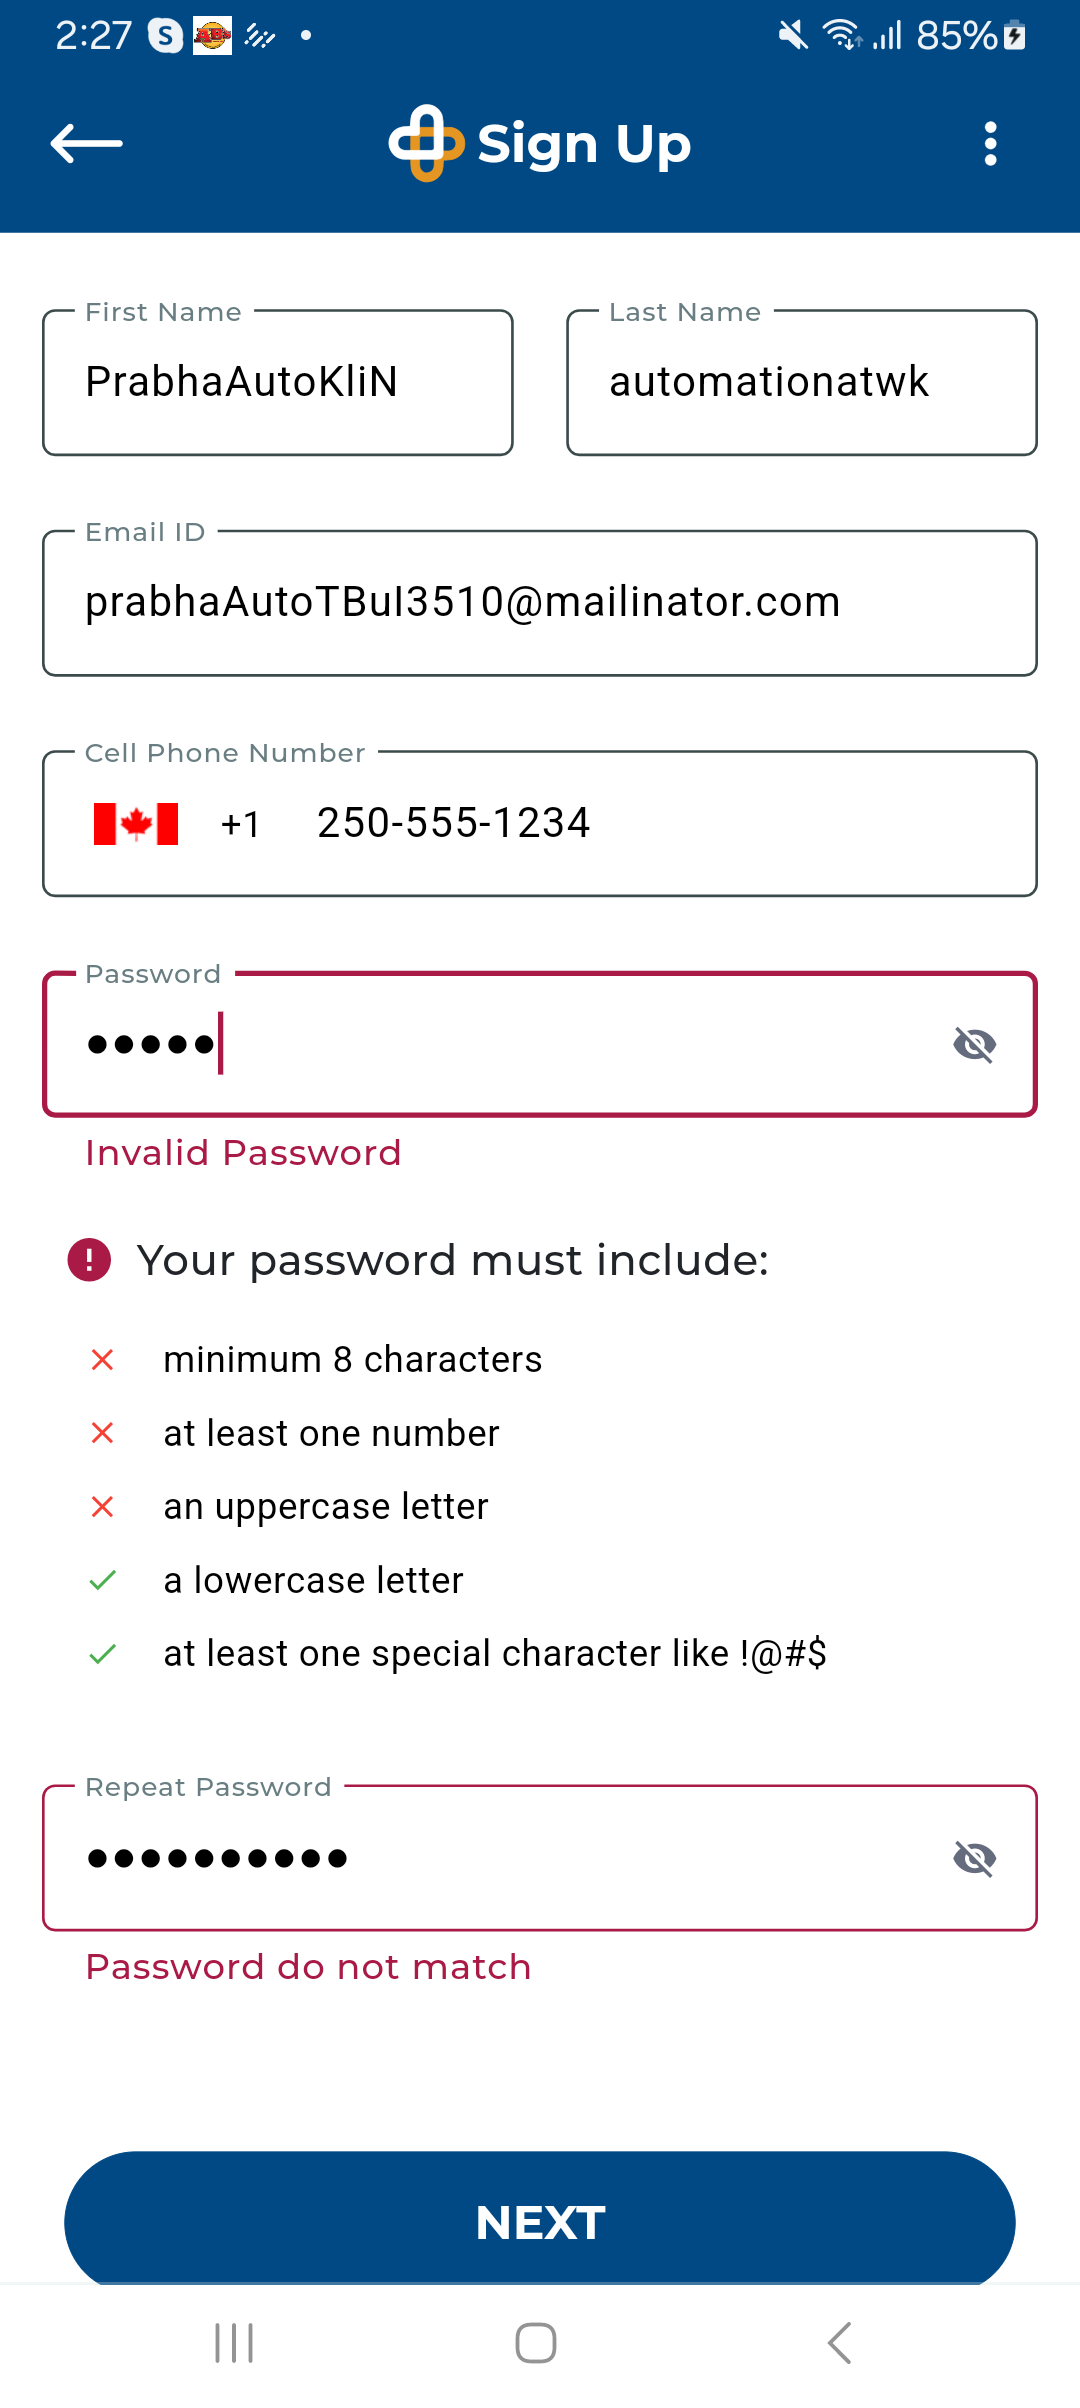 2:27
85%
Sign Up
First Name
PrabhaAutoKliN
Last Name
automationatwk
Email ID
prabhaAutoTBuI3510@mailinator.com
Cell Phone Number
+1 250-555-1234
Password
•••••
Invalid Password
Your password must include:
minimum 8 characters
at least one number
an uppercase letter
a lowercase letter
at least one special character like !@#$
Repeat Password
••••••••••
Password do not match
NEXT